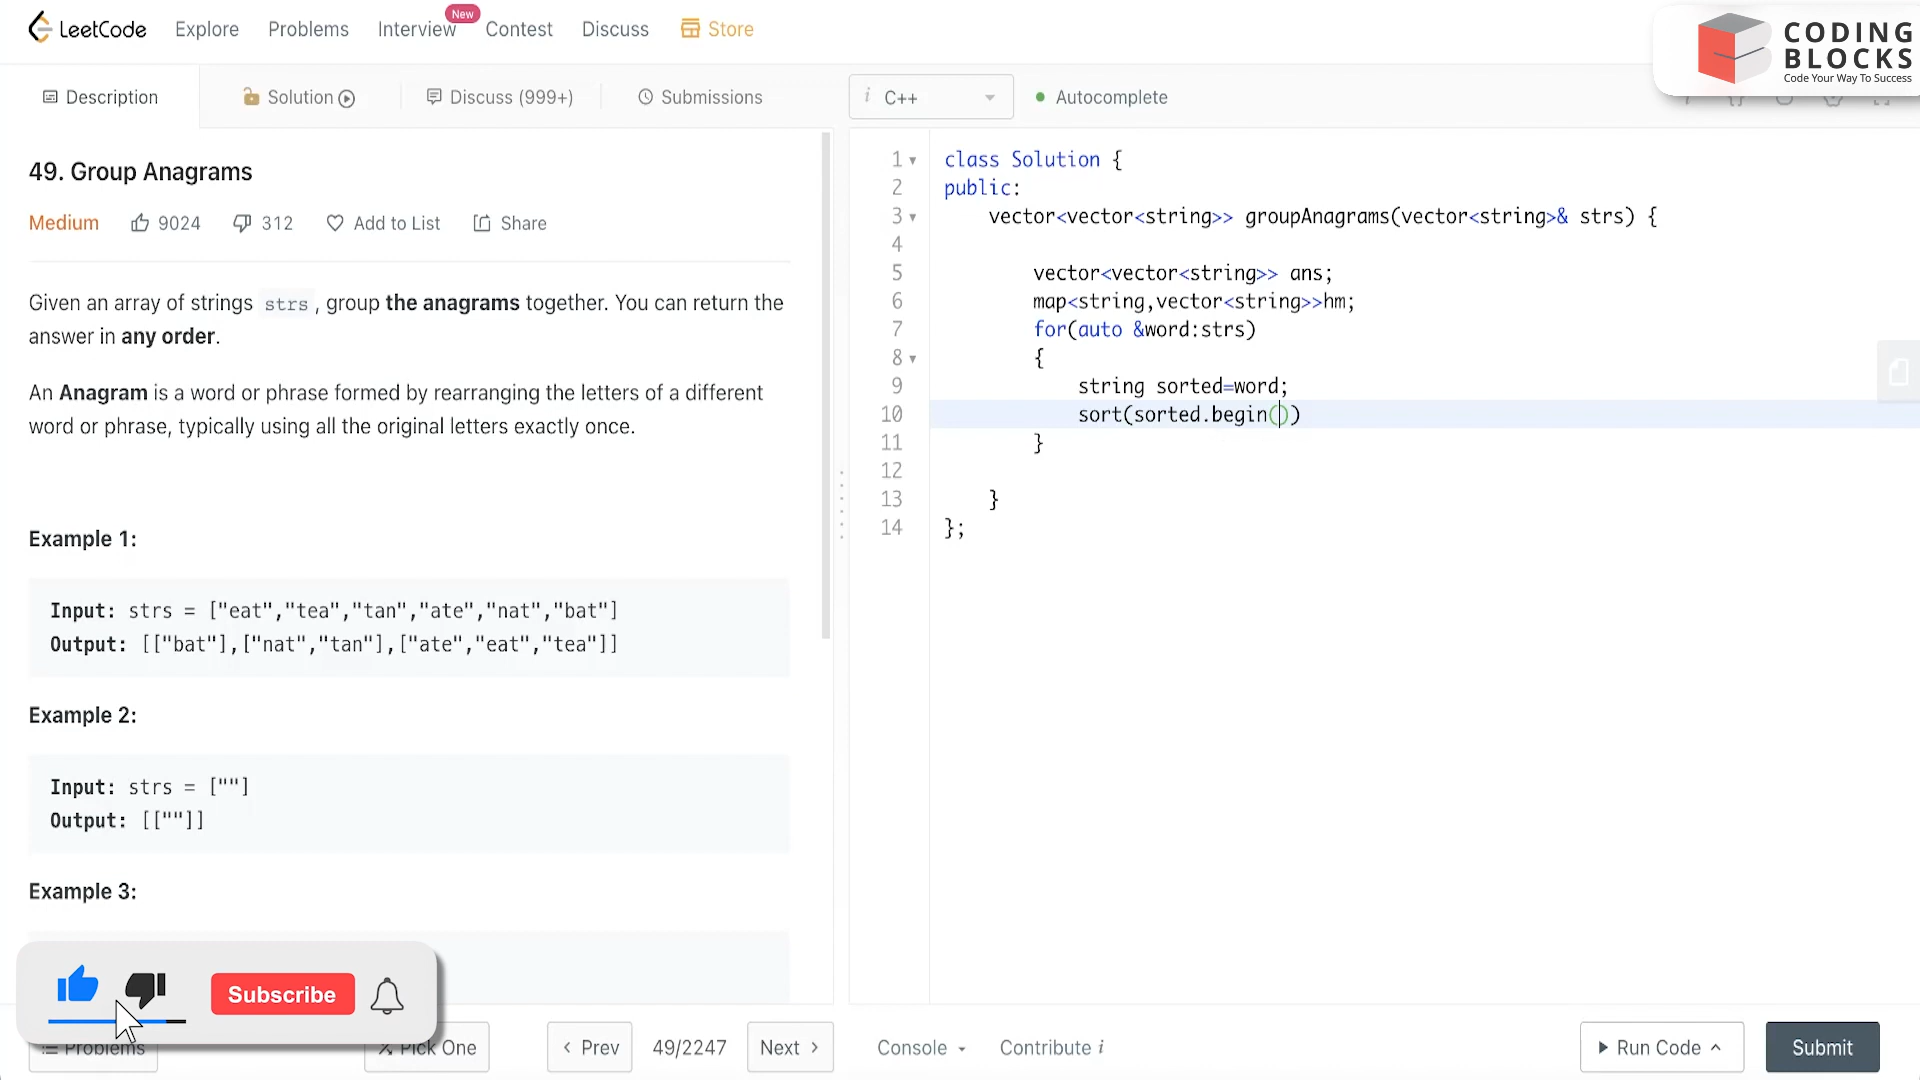 LeetCode Explore Problems Interview New Contest Discuss Store
CODING
BLOCKS
Code Your Way To Success
Description Solution Discuss (999+) Submissions i C++ Autocomplete
49. Group Anagrams
Medium 9024 312 Add to List Share
Given an array of strings strs , group the anagrams together. You can return the
answer in any order.
An Anagram is a word or phrase formed by rearranging the letters of a different
word or phrase, typically using all the original letters exactly once.
Example 1:
Input: strs = ["eat","tea","tan","ate","nat","bat"]
Output: [["bat"],["nat","tan"],["ate","eat","tea"]]
Example 2:
Input: strs = [""]
Output: [[""]]
Example 3:
1 class Solution {
2 public:
3 vector<vector<string>> groupAnagrams(vector<string>& strs) {
4
5 vector<vector<string>> ans;
6 map<string,vector<string>>hm;
7 for(auto &word:strs)
8 {
9 string sorted=word;
10 sort(sorted.begin())
11 }
12
13 }
14 };
Subscribe
Problems Pick One Prev 49/2247 Next Console Contribute i Run Code Submit